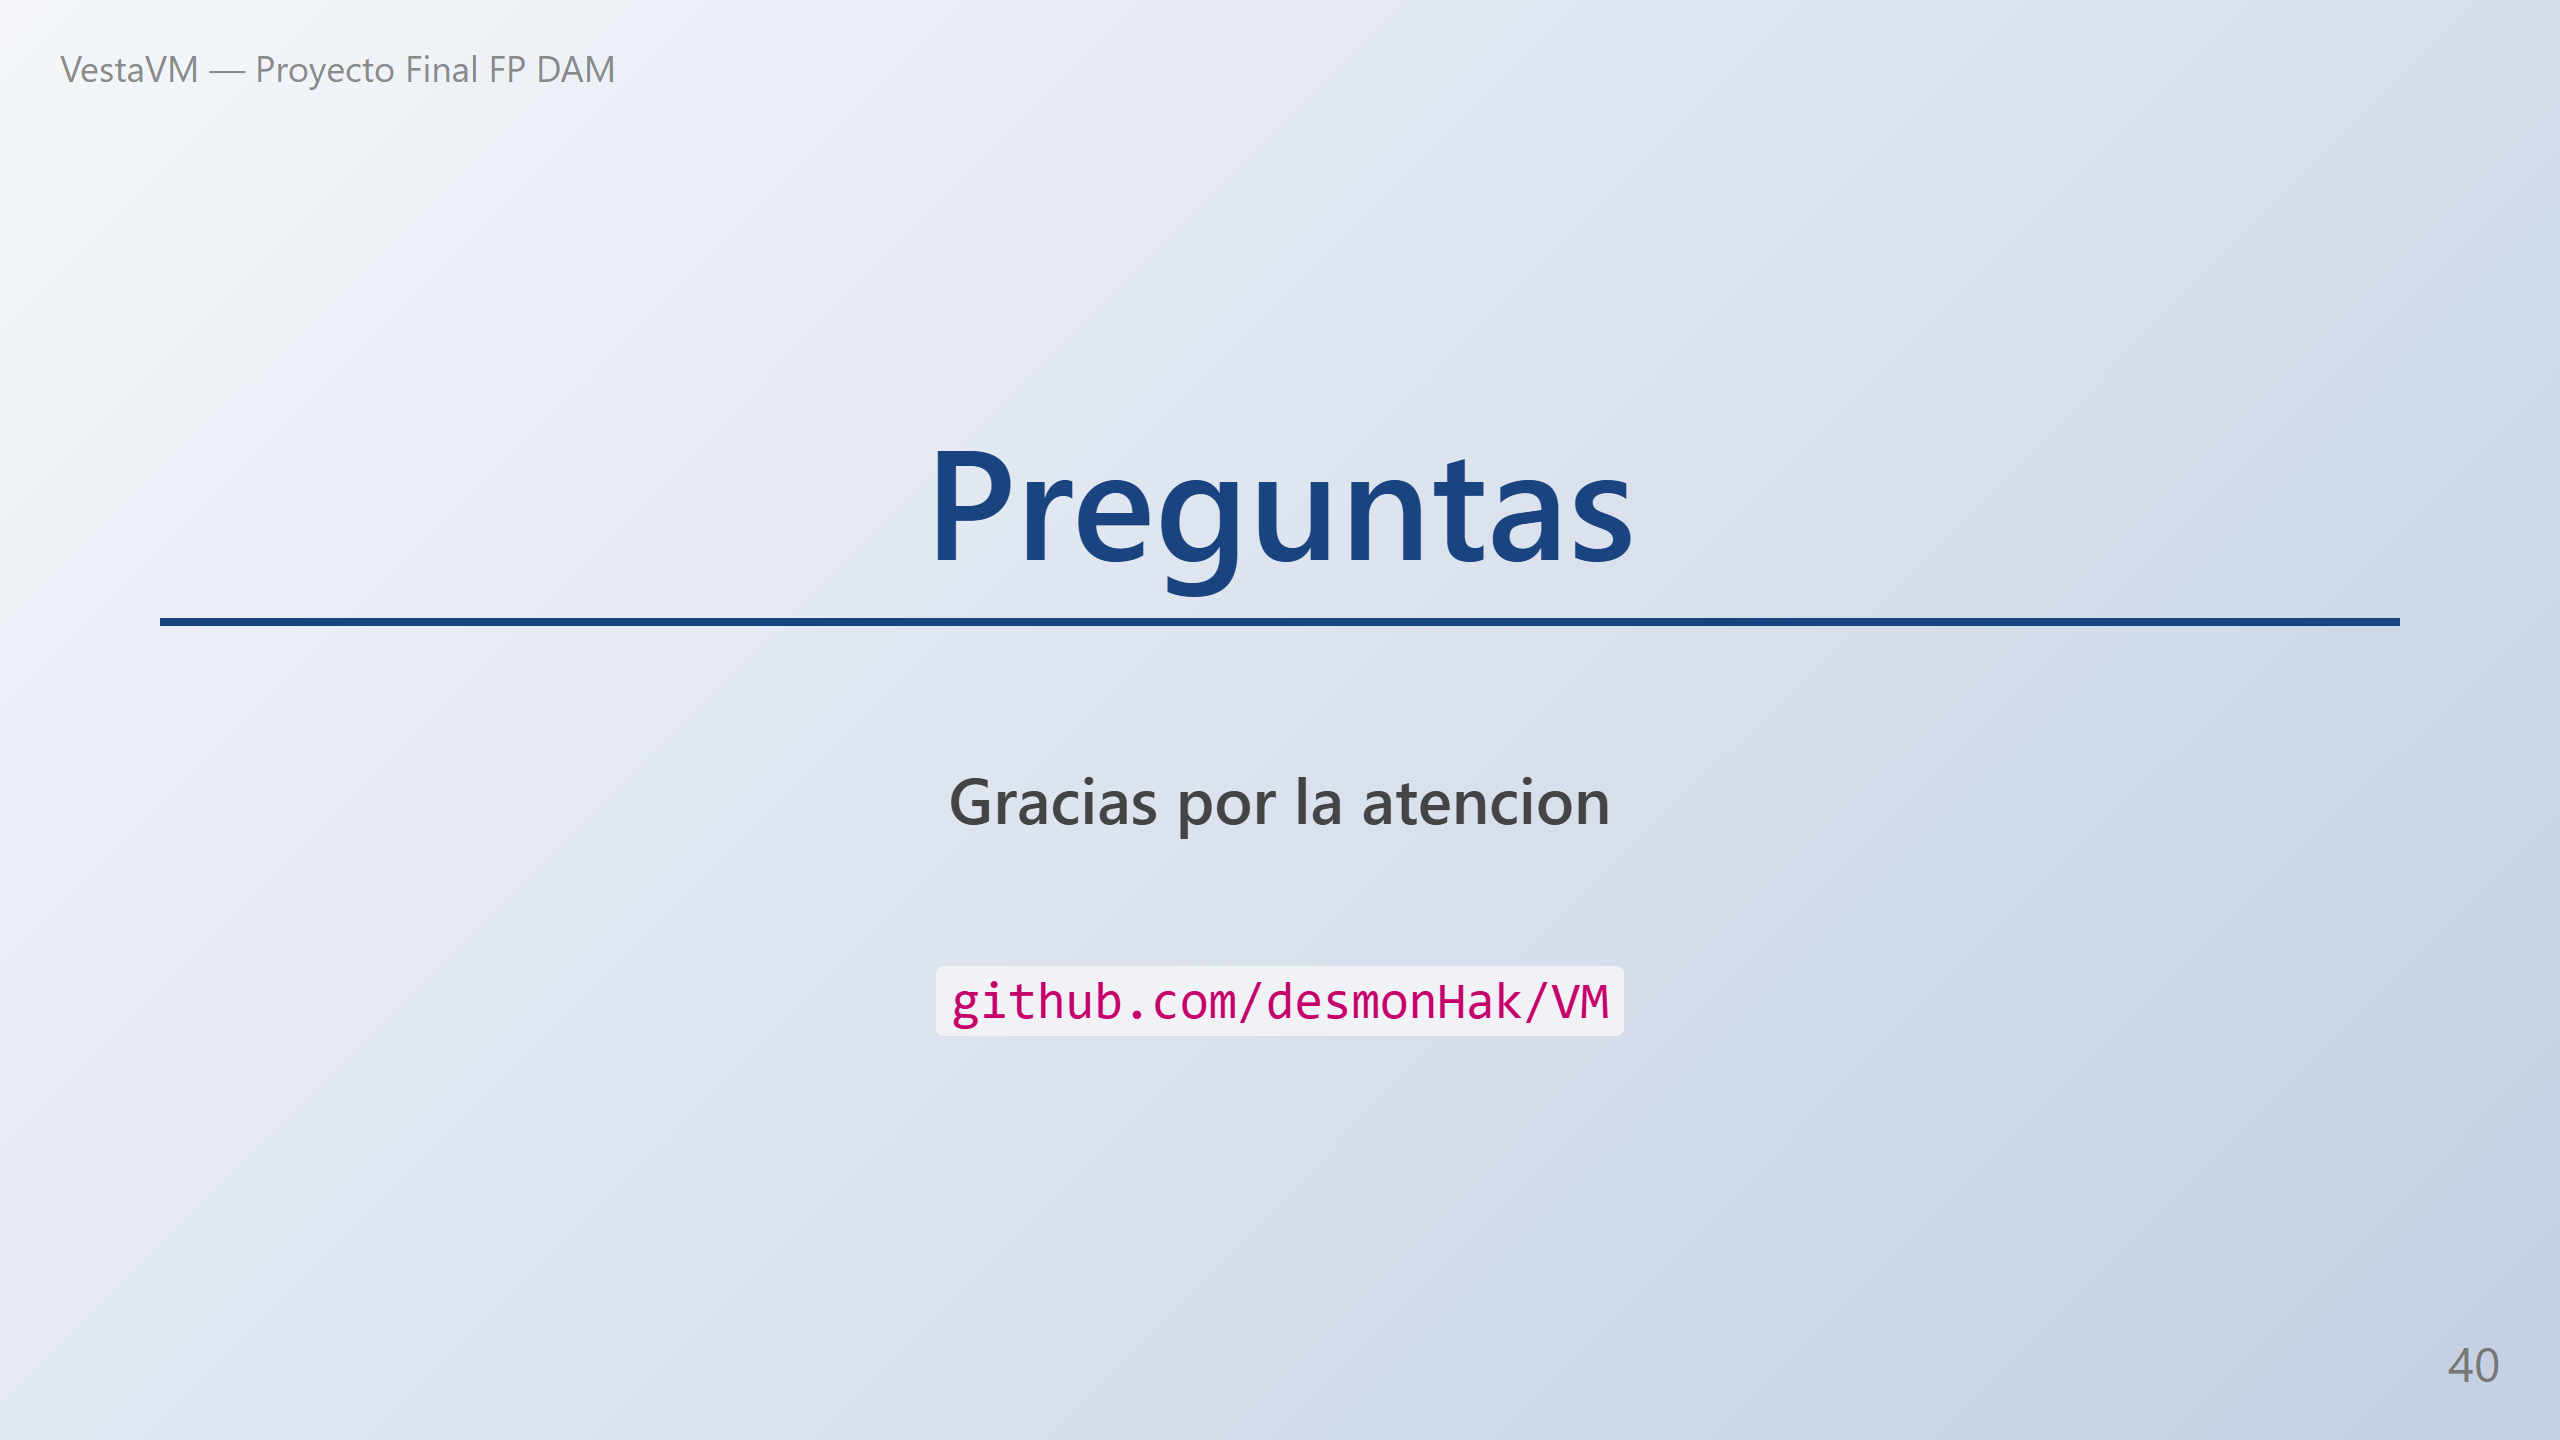 VestaVM — Proyecto Final FP DAM
Preguntas
Gracias por la atencion
github.com/desmonHak/VM
40